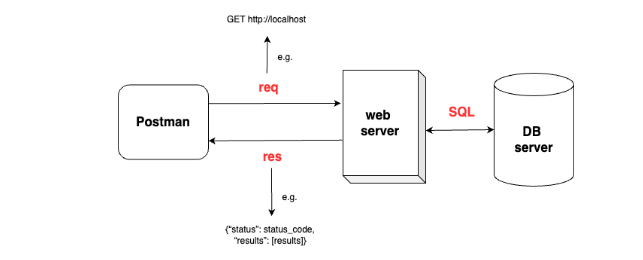 GET http://localhost
e.g.
req
Postman
web
server
SQL
DB
server
res
e.g.
{"status": status_code,
"results": [results]}